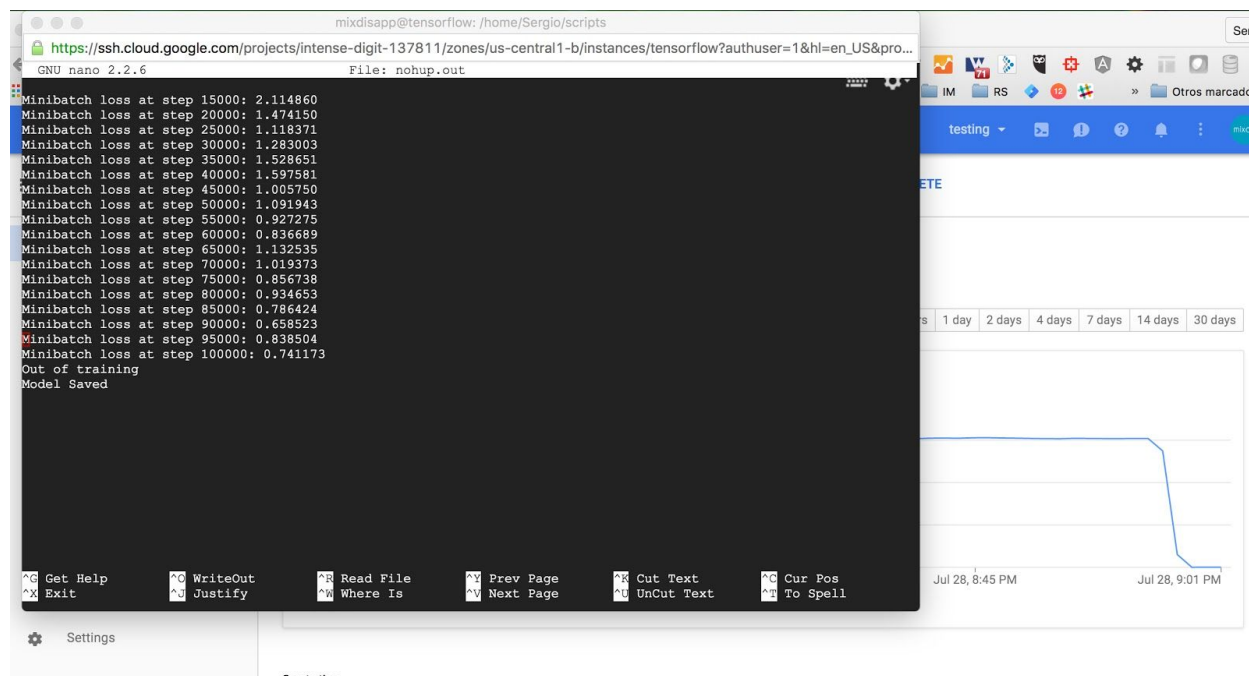 mixdisapp@tensorflow: /home/Sergio/scripts
https://ssh.cloud.google.com/projects/intense-digit-137811/zones/us-central1-b/instances/tensorflow?authuser=1&hl=en_US&pro...
GNU nano 2.2.6 File: nohup.out
Minibatch loss at step 15000: 2.114860
Minibatch loss at step 20000: 1.474150
Minibatch loss at step 25000: 1.118371
Minibatch loss at step 30000: 1.283003
Minibatch loss at step 35000: 1.528651
Minibatch loss at step 40000: 1.597581
Minibatch loss at step 45000: 1.005750
Minibatch loss at step 50000: 1.091943
Minibatch loss at step 55000: 0.927275
Minibatch loss at step 60000: 0.836689
Minibatch loss at step 65000: 1.132535
Minibatch loss at step 70000: 1.019373
Minibatch loss at step 75000: 0.856738
Minibatch loss at step 80000: 0.934653
Minibatch loss at step 85000: 0.786424
Minibatch loss at step 90000: 0.658523
Minibatch loss at step 95000: 0.838504
Minibatch loss at step 100000: 0.741173
Out of training
Model Saved
^G Get Help ^O WriteOut ^R Read File ^Y Prev Page ^K Cut Text ^C Cur Pos
^X Exit ^J Justify ^W Where Is ^V Next Page ^U UnCut Text ^T To Spell
Ser
71
IM RS 12 » Otros marcado
testing
ETE
s 1 day 2 days 4 days 7 days 14 days 30 days
Jul 28, 8:45 PM Jul 28, 9:01 PM
Settings